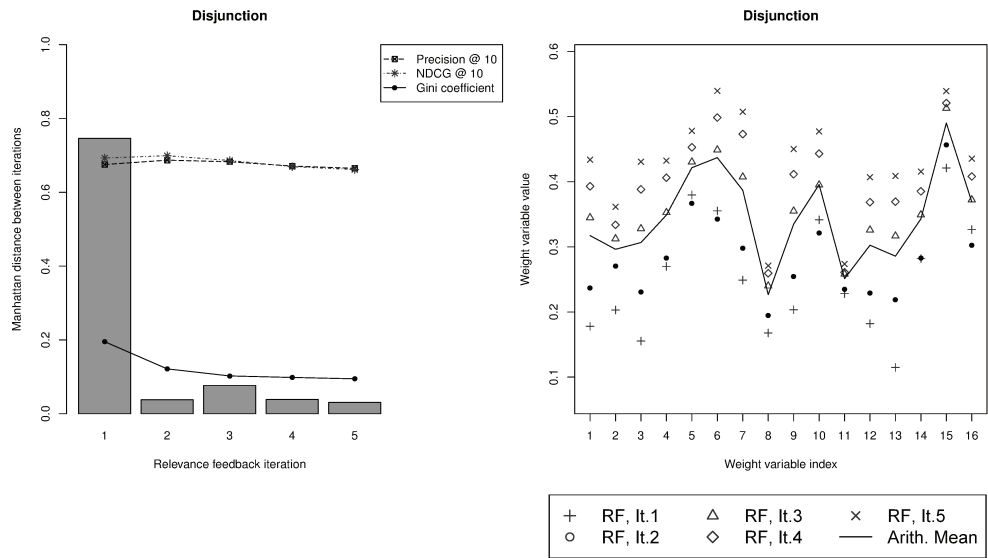 Disjunction
Manhattan distance between iterations
1.0
0.8
0.6
0.4
0.2
0.0
Precision @ 10
NDCG @ 10
Gini coefficient
1 2 3 4 5
Relevance feedback iteration
Disjunction
Weight variable value
0.6
0.5
0.4
0.3
0.2
0.1
1 2 3 4 5 6 7 8 9 10 11 12 13 14 15 16
Weight variable index
RF, It.1 RF, It.3 RF, It.5
RF, It.2 RF, It.4 Arith. Mean